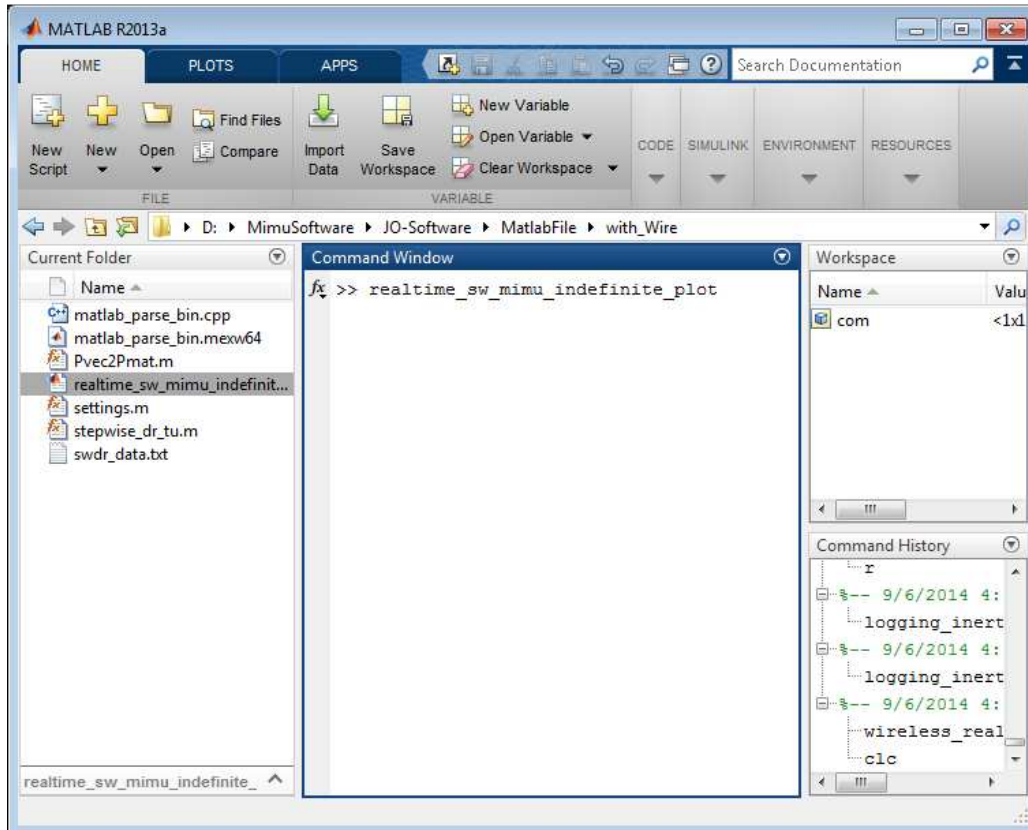 MATLAB R2013a
HOME PLOTS APPS Search Documentation
New Script
New
Open
Find Files
Compare
FILE
Import Data
Save Workspace
New Variable
Open Variable
Clear Workspace
VARIABLE
CODE SIMULINK ENVIRONMENT RESOURCES
D: MimuSoftware JO-Software MatlabFile with_Wire
Current Folder
Name
matlab_parse_bin.cpp
matlab_parse_bin.mexw64
Pvec2Pmat.m
realtime_sw_mimu_indefinit...
settings.m
stepwise_dr_tu.m
swdr_data.txt
realtime_sw_mimu_indefinite_
Command Window
fx >> realtime_sw_mimu_indefinite_plot
Workspace
Name Valu
com <1x1
Command History
r
%-- 9/6/2014 4:
logging_inert
%-- 9/6/2014 4:
logging_inert
%-- 9/6/2014 4:
wireless_real
clc